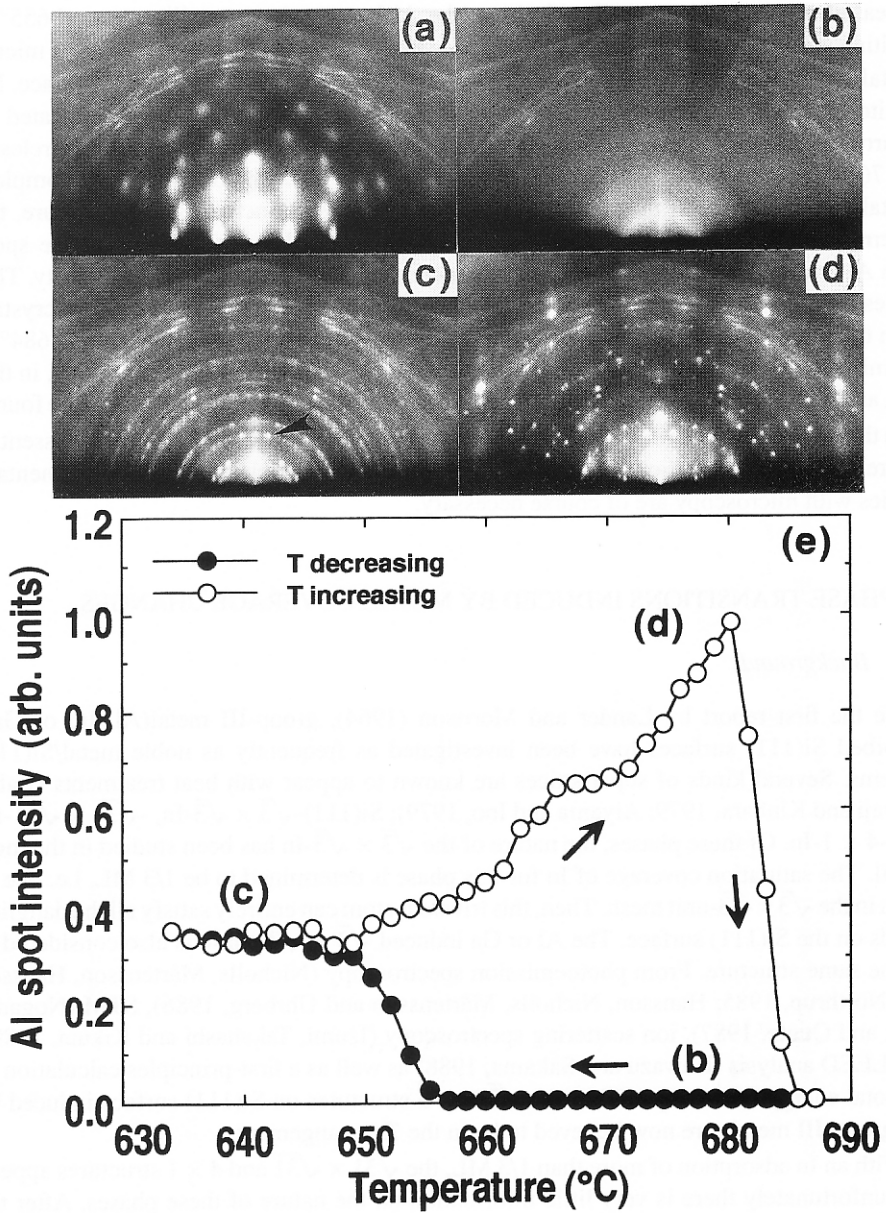 (a)
(b)
(c)
(d)
(e)
T decreasing
T increasing
(d)
(c)
(b)
Al spot intensity (arb. units)
1.2
1.0
0.8
0.6
0.4
0.2
0.0
630 640 650 660 670 680 690
Temperature (°C)